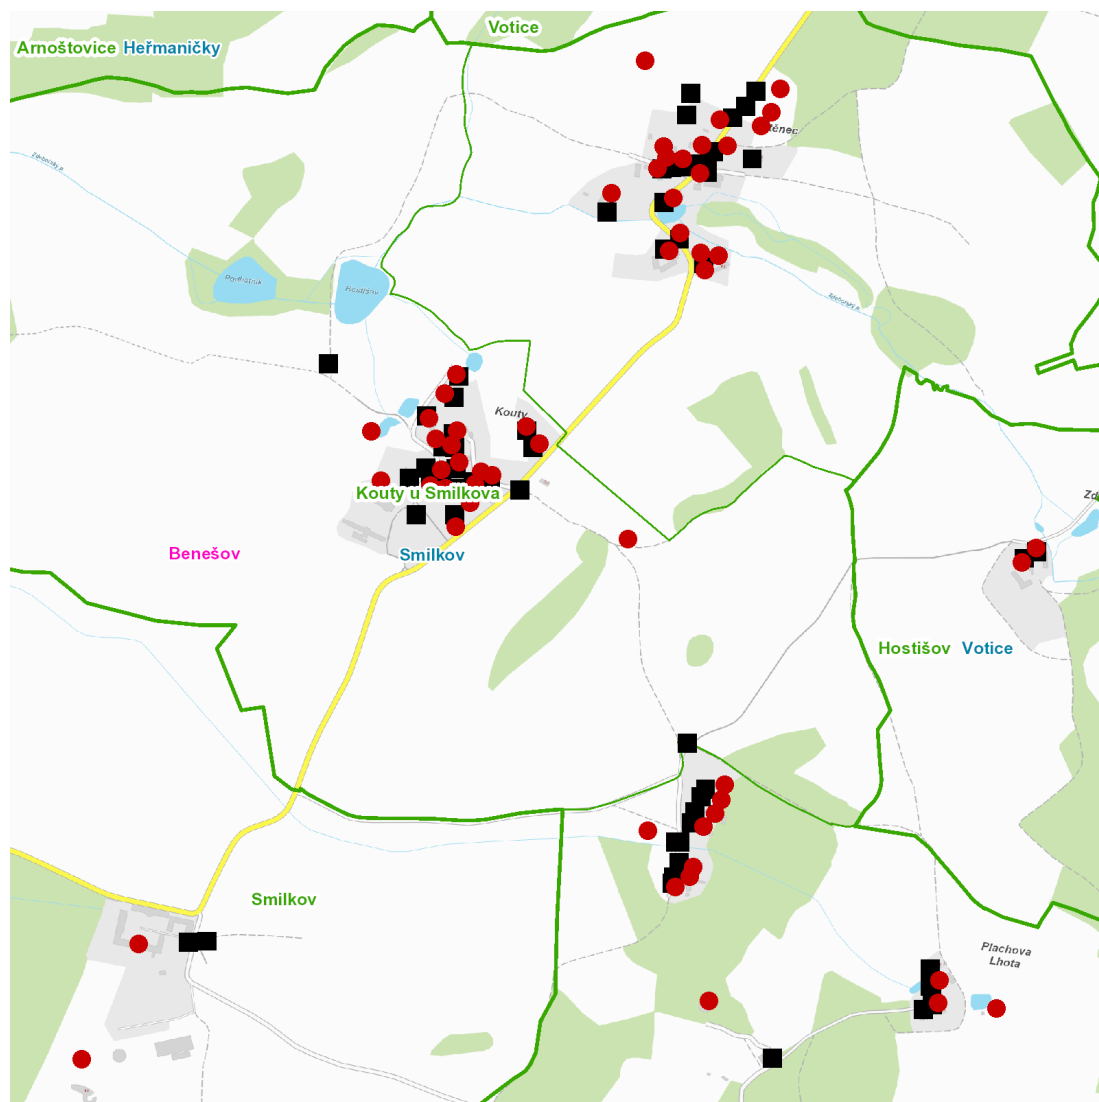 Votice
Arnoštovice Heřmaničky
Kouty
Kouty u Smilkova
Benešov
Smilkov
Hostišov Votice
Smilkov
Plachova
Lhota